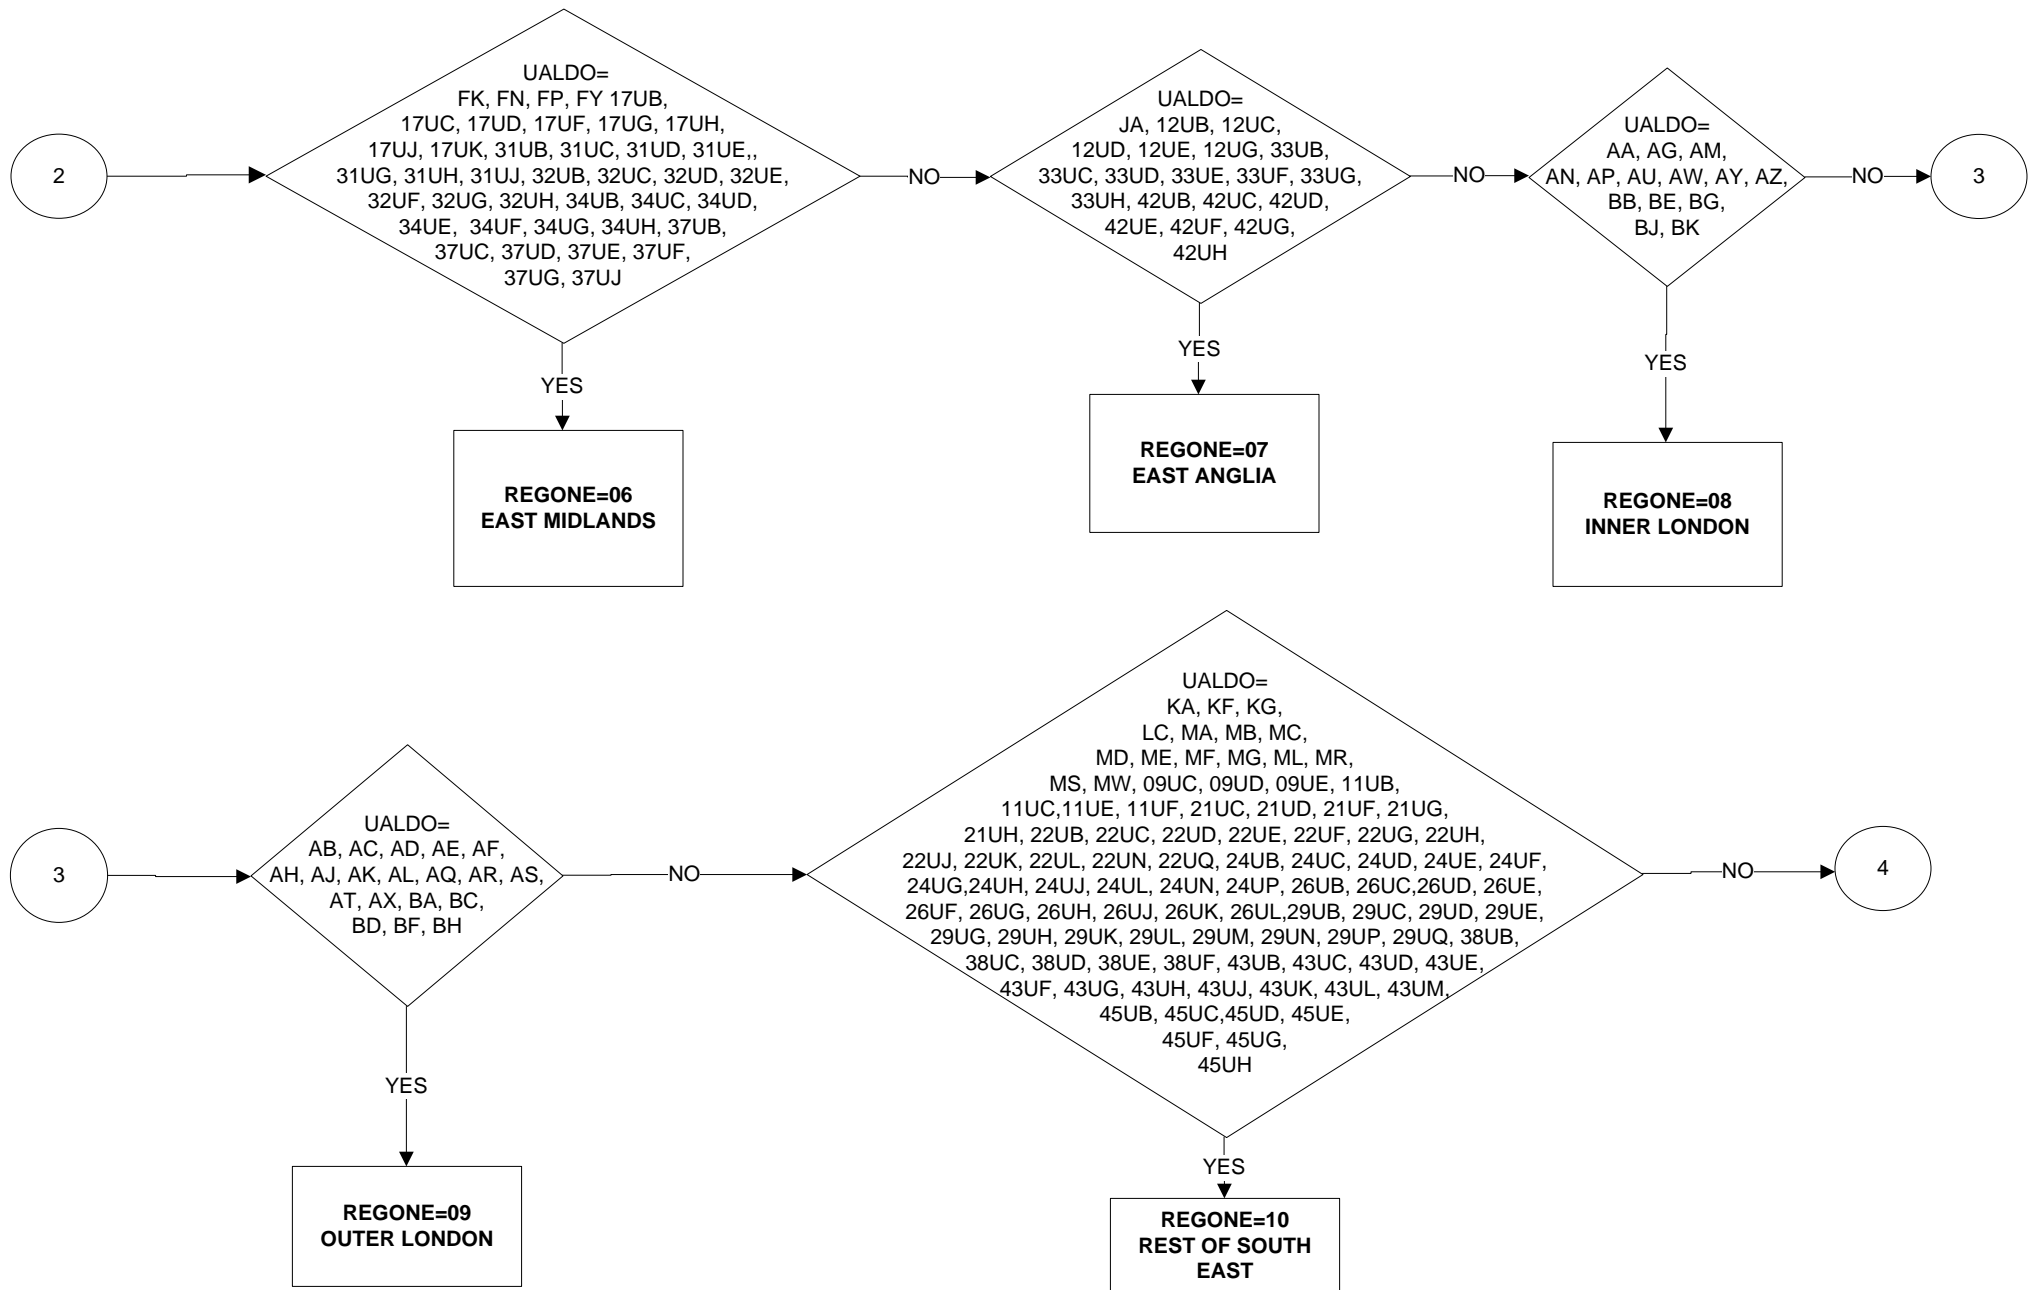 2
UALDO=
FK, FN, FP, FY 17UB,
17UC, 17UD, 17UF, 17UG, 17UH,
17UJ, 17UK, 31UB, 31UC, 31UD, 31UE,,
31UG, 31UH, 31UJ, 32UB, 32UC, 32UD, 32UE,
32UF, 32UG, 32UH, 34UB, 34UC, 34UD,
34UE, 34UF, 34UG, 34UH, 37UB,
37UC, 37UD, 37UE, 37UF,
37UG, 37UJ
NO
YES
REGONE=06
EAST MIDLANDS
UALDO=
JA, 12UB, 12UC,
12UD, 12UE, 12UG, 33UB,
33UC, 33UD, 33UE, 33UF, 33UG,
33UH, 42UB, 42UC, 42UD,
42UE, 42UF, 42UG,
42UH
NO
YES
REGONE=07
EAST ANGLIA
UALDO=
AA, AG, AM,
AN, AP, AU, AW, AY, AZ,
BB, BE, BG,
BJ, BK
NO
3
YES
REGONE=08
INNER LONDON
3
UALDO=
AB, AC, AD, AE, AF,
AH, AJ, AK, AL, AQ, AR, AS,
AT, AX, BA, BC,
BD, BF, BH
NO
YES
REGONE=09
OUTER LONDON
UALDO=
KA, KF, KG,
LC, MA, MB, MC,
MD, ME, MF, MG, ML, MR,
MS, MW, 09UC, 09UD, 09UE, 11UB,
11UC,11UE, 11UF, 21UC, 21UD, 21UF, 21UG,
21UH, 22UB, 22UC, 22UD, 22UE, 22UF, 22UG, 22UH,
22UJ, 22UK, 22UL, 22UN, 22UQ, 24UB, 24UC, 24UD, 24UE, 24UF,
24UG,24UH, 24UJ, 24UL, 24UN, 24UP, 26UB, 26UC,26UD, 26UE,
26UF, 26UG, 26UH, 26UJ, 26UK, 26UL,29UB, 29UC, 29UD, 29UE,
29UG, 29UH, 29UK, 29UL, 29UM, 29UN, 29UP, 29UQ, 38UB,
38UC, 38UD, 38UE, 38UF, 43UB, 43UC, 43UD, 43UE,
43UF, 43UG, 43UH, 43UJ, 43UK, 43UL, 43UM,
45UB, 45UC,45UD, 45UE,
45UF, 45UG,
45UH
NO
4
YES
REGONE=10
REST OF SOUTH
EAST